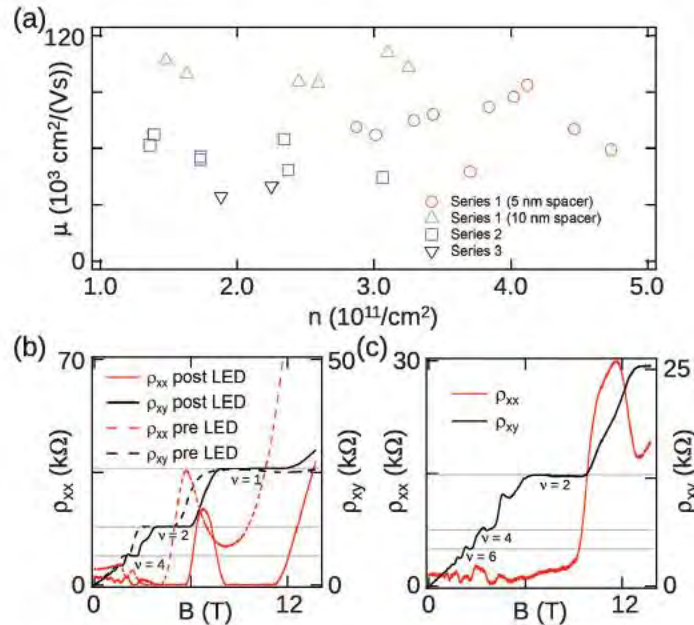 (a)
120
μ (10³ cm²/(Vs))
0
Series 1 (5 nm spacer)
Series 1 (10 nm spacer)
Series 2
Series 3
1.0 2.0 3.0 4.0 5.0
n (10¹¹/cm²)
(b)
70
50
ρxx post LED
ρxy post LED
ρxx pre LED
ρxy pre LED
ρxx (kΩ)
ρxy (kΩ)
ν = 1
ν = 2
ν = 4
0
0
0 6 12
B (T)
(c)
30
25
ρxx
ρxy
ρxx (kΩ)
ρxy (kΩ)
ν = 2
ν = 4
ν = 6
0
0
0 6 12
B (T)